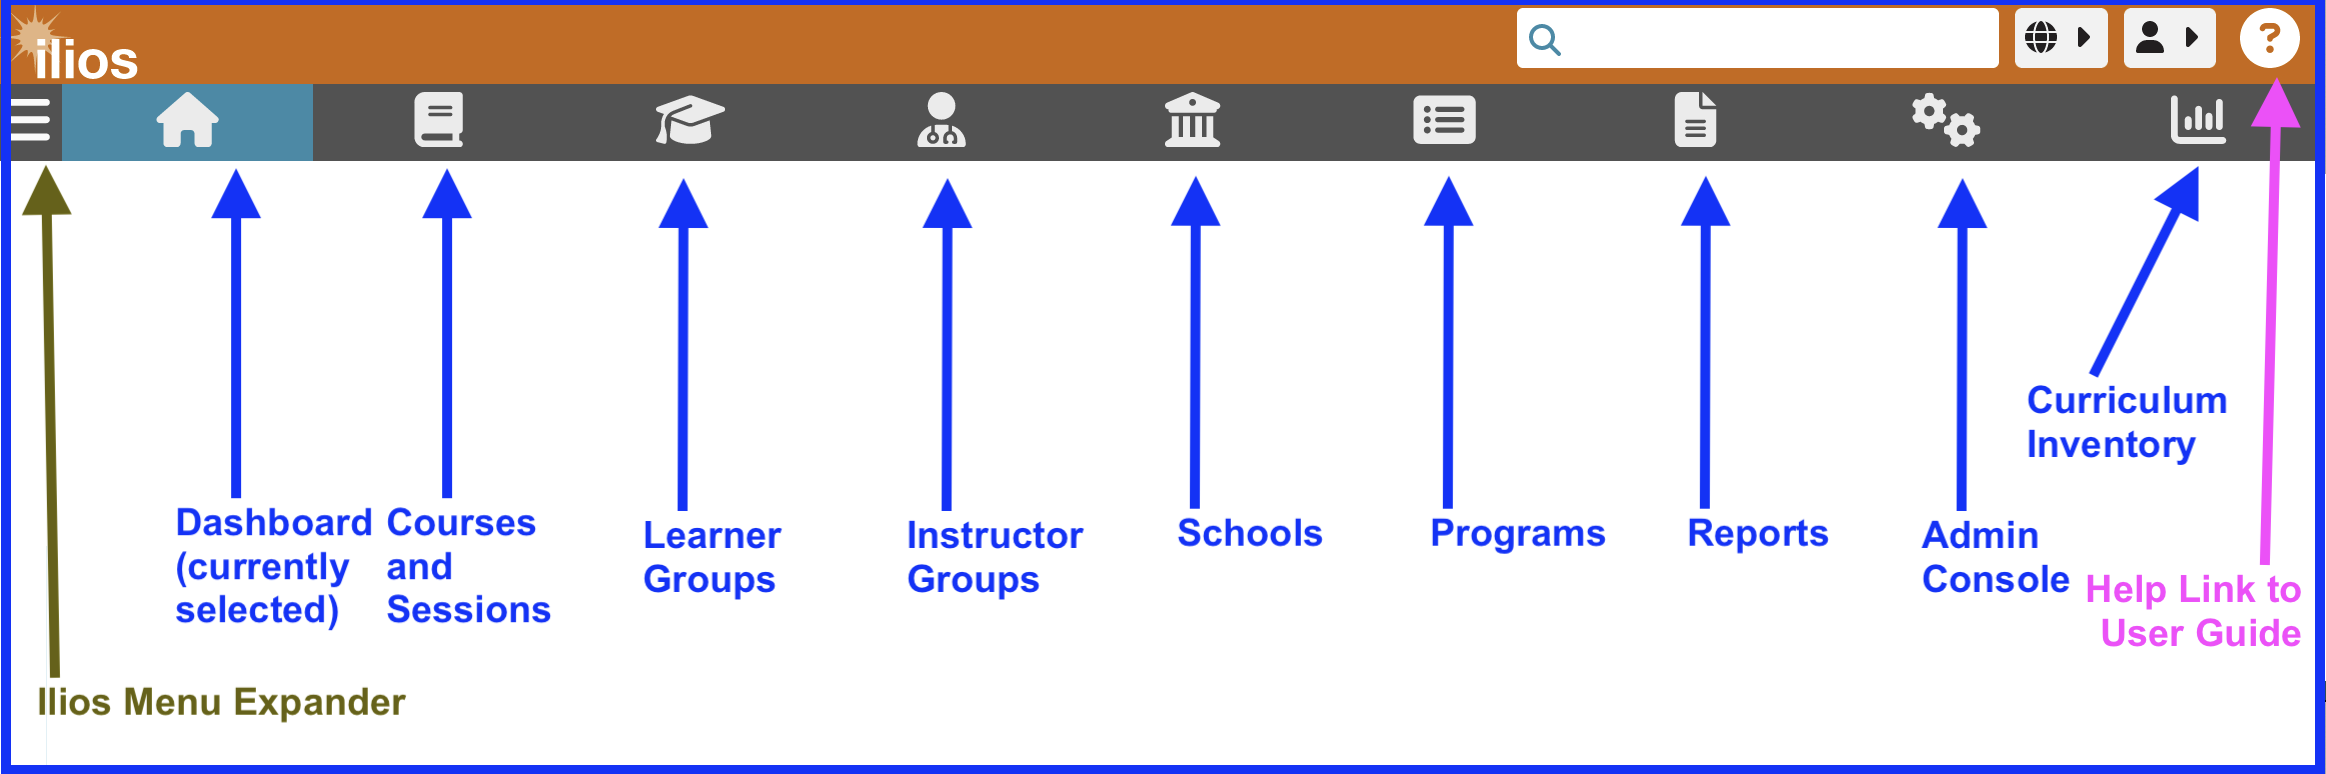 ilios
?
Dashboard
(currently
selected)
Courses
and
Sessions
Learner
Groups
Instructor
Groups
Schools
Programs
Reports
Admin
Console
Curriculum
Inventory
Help Link to
User Guide
Ilios Menu Expander